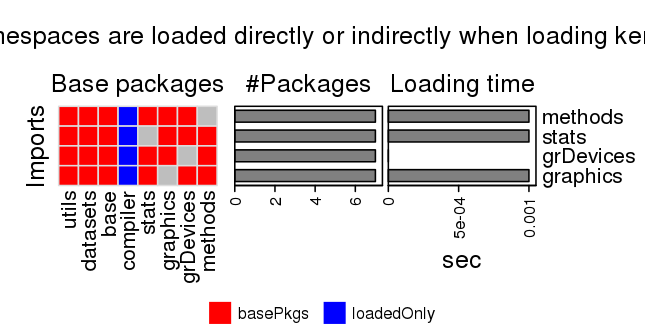 mespaces are loaded directly or indirectly when loading ker
Base packages
#Packages
Loading time
Imports
methods
stats
grDevices
graphics
utils
datasets
base
compiler
stats
graphics
grDevices
methods
0
2
4
6
0
5e-04
0.001
sec
basePkgs
loadedOnly